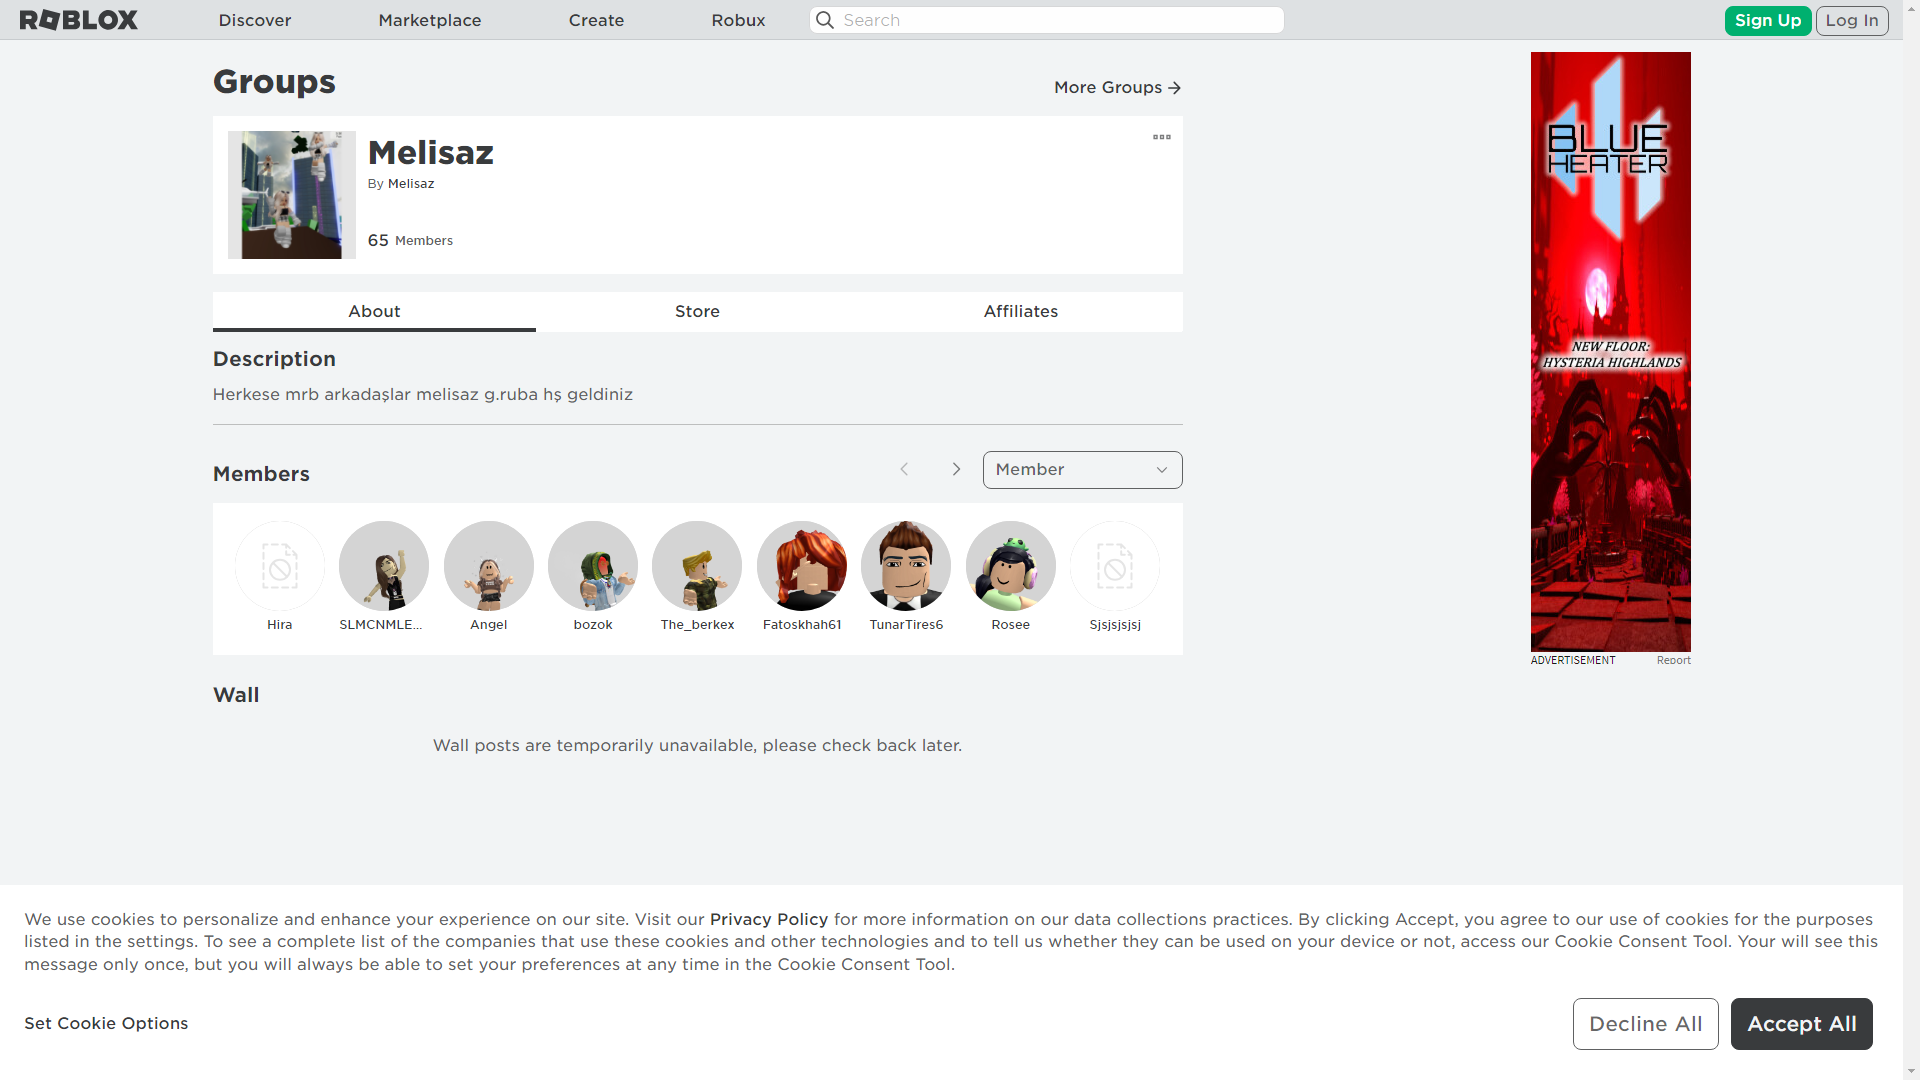 ROBLOX
Discover
Marketplace
Create
Robux
Search
Sign Up
Log In
Groups
More Groups
Melisaz
By Melisaz
65 Members
About
Store
Affiliates
Description
Herkese mrb arkadaşlar melisaz g.ruba hş geldiniz
Members
Member
Hira
SLMCNMLE...
Angel
bozok
The_berkex
Fatoskhah61
TunarTires6
Rosee
Sjsjsjsjsj
Wall
Wall posts are temporarily unavailable, please check back later.
BLUE
HEATER
NEW FLOOR:
HYSTERIA HIGHLANDS
ADVERTISEMENT
Report
We use cookies to personalize and enhance your experience on our site. Visit our Privacy Policy for more information on our data collections practices. By clicking Accept, you agree to our use of cookies for the purposes
listed in the settings. To see a complete list of the companies that use these cookies and other technologies and to tell us whether they can be used on your device or not, access our Cookie Consent Tool. Your will see this
message only once, but you will always be able to set your preferences at any time in the Cookie Consent Tool.
Set Cookie Options
Decline All
Accept All